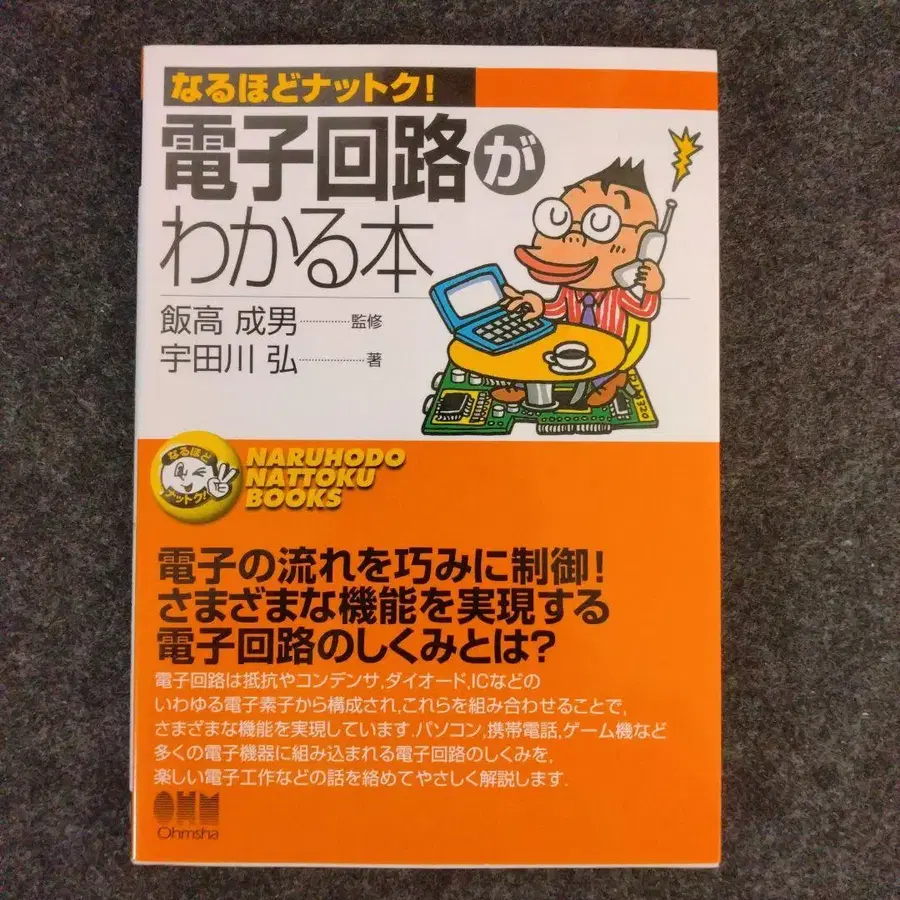 なるほどナットク!
電子回路が
わかる本
飯高 成男…………監修
宇田川 弘…………著
なるほど
ナットク!
NARUHODO
NATTOKU
BOOKS
電子の流れを巧みに制御!
さまざまな機能を実現する
電子回路のしくみとは?
電子回路は抵抗やコンデンサ,ダイオード,ICなどの
いわゆる電子素子から構成され,これらを組み合わせることで,
さまざまな機能を実現しています.パソコン,携帯電話,ゲーム機など
多くの電子機器に組み込まれる電子回路のしくみを,
楽しい電子工作などの話を絡めてやさしく解説します.
OHM
Ohmsha